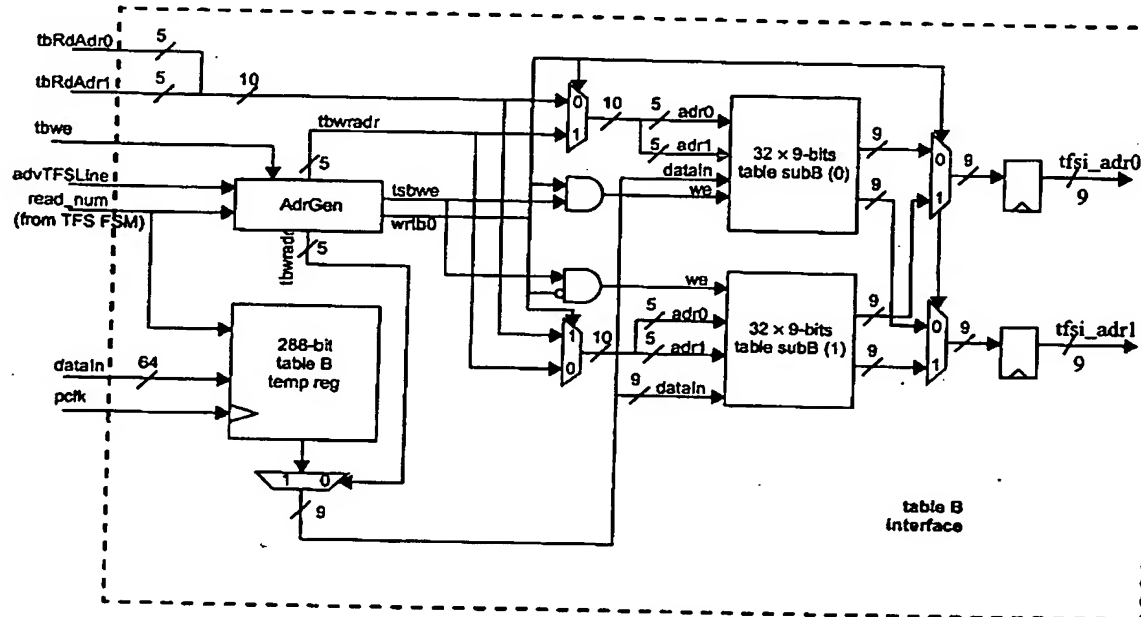 tbRdAdr0
5
tbRdAdr1
5
10
tbwe
tbwradr
5
advTFSLine
read_num
(from TFS FSM)
AdrGen
tsbwe
wrtb0
tbwradr
5
288-bit
table B
temp reg
dataIn
64
pclk
1 0
9
0
1
10
5
adr0
5
adr1
dataIn
we
32 × 9-bits
table subB (0)
9
9
we
5
adr0
5
adr1
9
dataIn
32 × 9-bits
table subB (1)
9
9
1
0
10
0
1
9
tfsi_adr0
9
0
1
9
tfsi_adr1
9
table B
interface